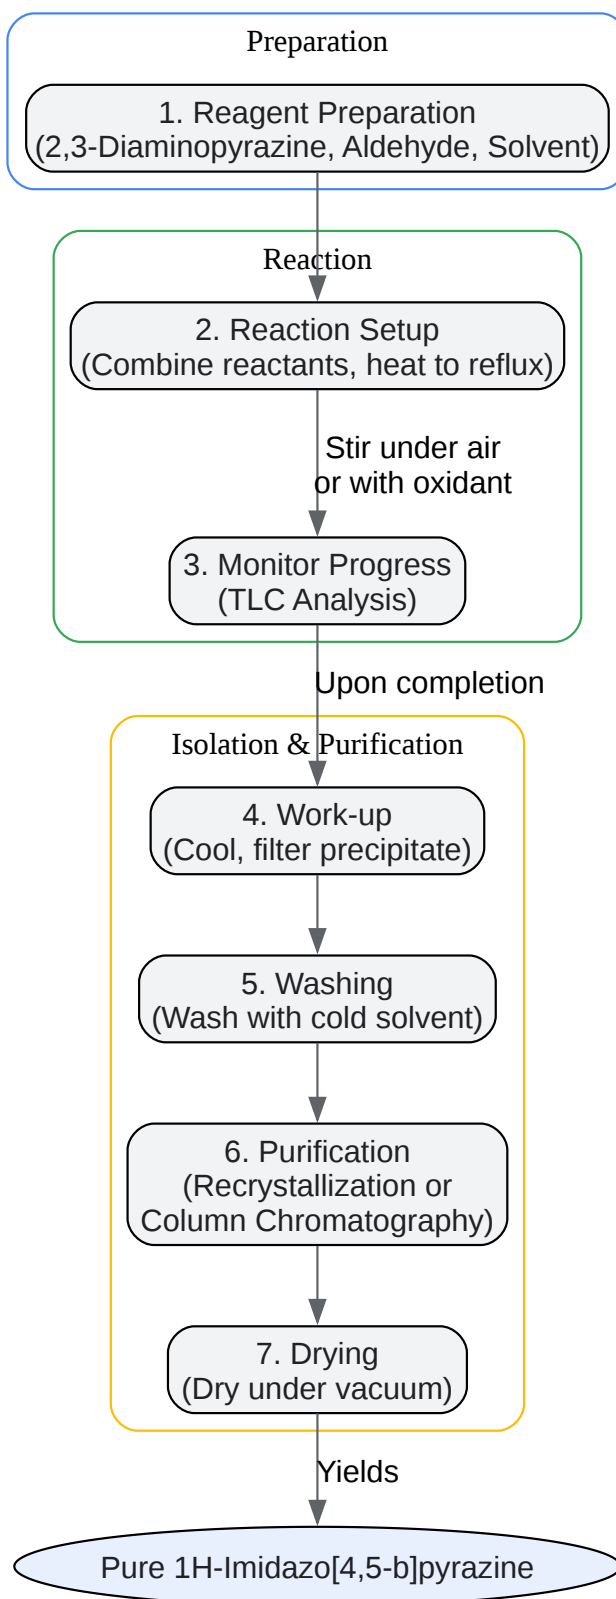 Preparation
1. Reagent Preparation
(2,3-Diaminopyrazine, Aldehyde, Solvent)
Reaction
2. Reaction Setup
(Combine reactants, heat to reflux)
Stir under air
or with oxidant
3. Monitor Progress
(TLC Analysis)
Upon completion
Isolation & Purification
4. Work-up
(Cool, filter precipitate)
5. Washing
(Wash with cold solvent)
6. Purification
(Recrystallization or
Column Chromatography)
7. Drying
(Dry under vacuum)
Yields
Pure 1H-Imidazo[4,5-b]pyrazine